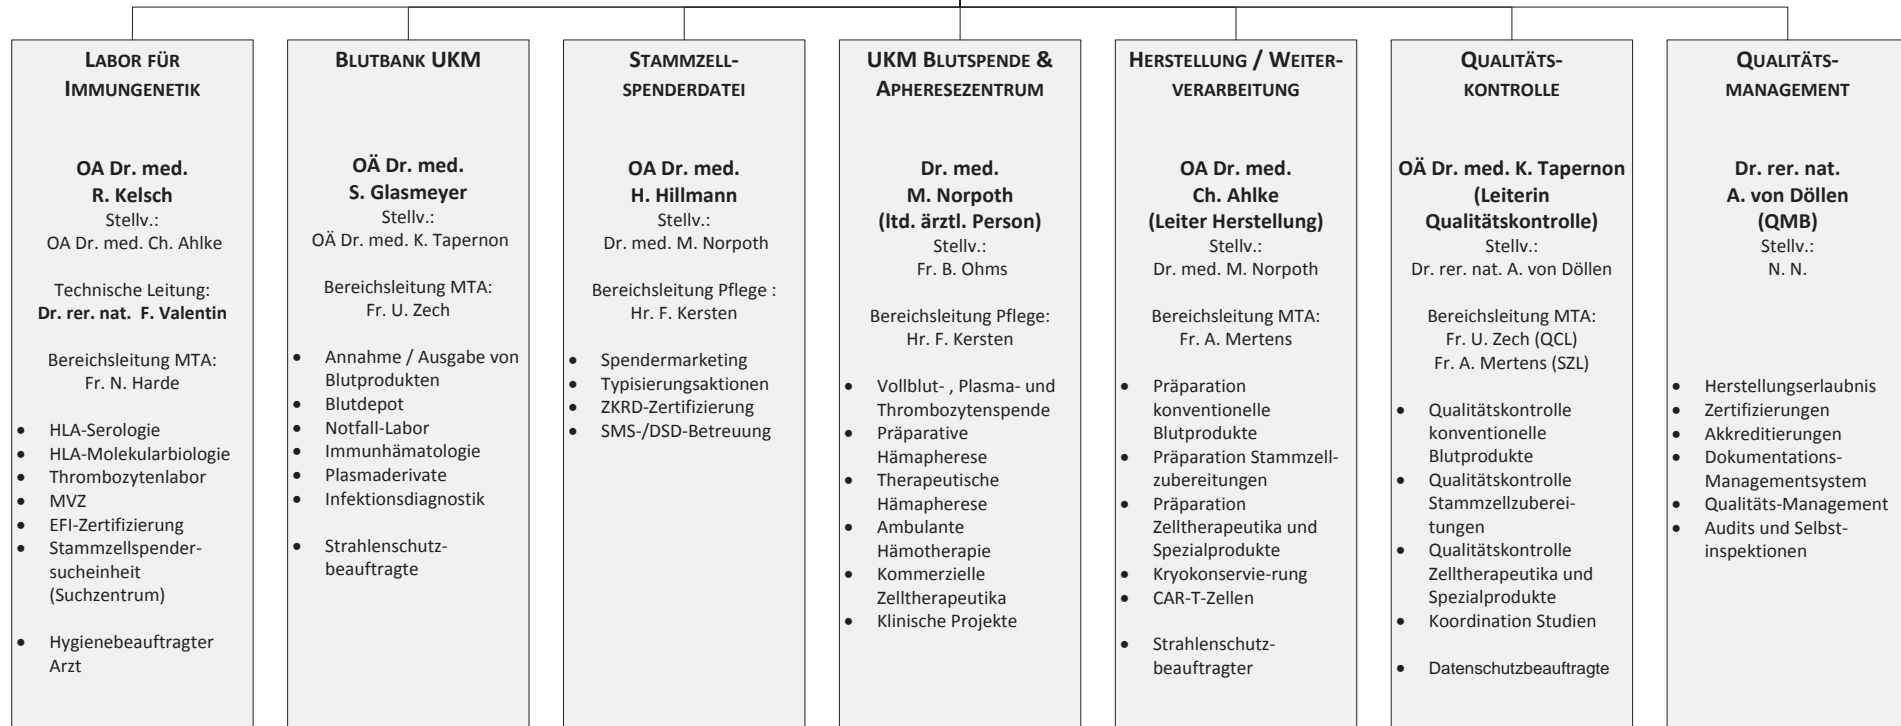 LABOR FÜR
IMMUNGENETIK
OA Dr. med.
R. Kelsch
Stellv.:
OA Dr. med. Ch. Ahlke
Technische Leitung:
Dr. rer. nat. F. Valentin
Bereichsleitung MTA:
Fr. N. Harde
• HLA-Serologie
• HLA-Molekularbiologie
• Thrombozytenlabor
• MVZ
• EFI-Zertifizierung
• Stammzellspender-
sucheinheit
(Suchzentrum)
• Hygienebeauftragter
Arzt
BLUTBANK UKM
OÄ Dr. med.
S. Glasmeyer
Stellv.:
OÄ Dr. med. K. Tapernon
Bereichsleitung MTA:
Fr. U. Zech
• Annahme / Ausgabe von
Blutprodukten
• Blutdepot
• Notfall-Labor
• Immunhämatologie
• Plasmaderivate
• Infektionsdiagnostik
• Strahlenschutz-
beauftragte
STAMMZELL-
SPENDERDATEI
OA Dr. med.
H. Hillmann
Stellv.:
Dr. med. M. Norpoth
Bereichsleitung Pflege :
Hr. F. Kersten
• Spendermarketing
• Typisierungsaktionen
• ZKRD-Zertifizierung
• SMS-/DSD-Betreuung
UKM BLUTSPENDE &
APHERESEZENTRUM
Dr. med.
M. Norpoth
(ltd. ärztl. Person)
Stellv.:
Fr. B. Ohms
Bereichsleitung Pflege:
Hr. F. Kersten
• Vollblut- , Plasma- und
Thrombozytenspende
• Präparative
Hämapherese
• Therapeutische
Hämapherese
• Ambulante
Hämotherapie
• Kommerzielle
Zelltherapeutika
• Klinische Projekte
HERSTELLUNG / WEITER-
VERARBEITUNG
OA Dr. med.
Ch. Ahlke
(Leiter Herstellung)
Stellv.:
Dr. med. M. Norpoth
Bereichsleitung MTA:
Fr. A. Mertens
• Präparation
konventionelle
Blutprodukte
• Präparation Stammzell-
zubereitungen
• Präparation
Zelltherapeutika und
Spezialprodukte
• Kryokonservie-rung
• CAR-T-Zellen
• Strahlenschutz-
beauftragter
QUALITÄTS-
KONTROLLE
OÄ Dr. med. K. Tapernon
(Leiterin
Qualitätskontrolle)
Stellv.:
Dr. rer. nat. A. von Döllen
Bereichsleitung MTA:
Fr. U. Zech (QCL)
Fr. A. Mertens (SZL)
• Qualitätskontrolle
konventionelle
Blutprodukte
• Qualitätskontrolle
Stammzellzuberei-
tungen
• Qualitätskontrolle
Zelltherapeutika und
Spezialprodukte
• Koordination Studien
• Datenschutzbeauftragte
QUALITÄTS-
MANAGEMENT
Dr. rer. nat.
A. von Döllen
(QMB)
Stellv.:
N. N.
• Herstellungserlaubnis
• Zertifizierungen
• Akkreditierungen
• Dokumentations-
Managementsystem
• Qualitäts-Management
• Audits und Selbst-
inspektionen